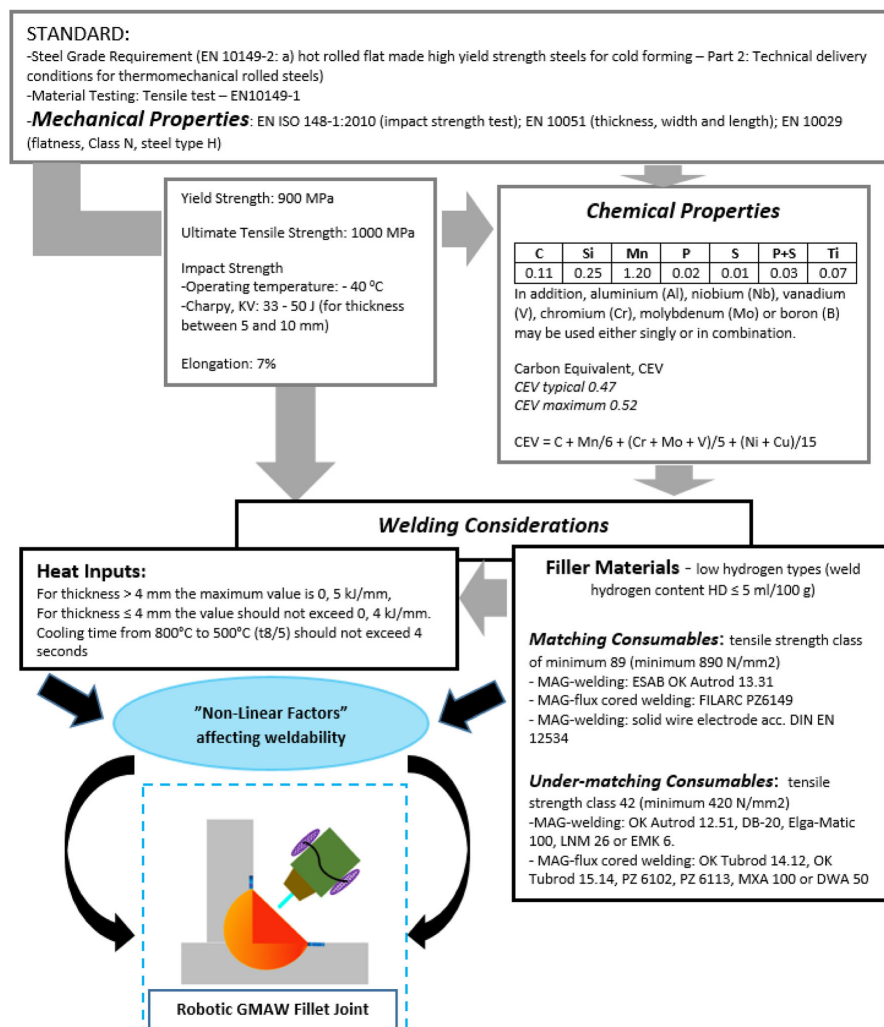 STANDARD:
-Steel Grade Requirement (EN 10149-2: a) hot rolled flat made high yield strength steels for cold forming – Part 2: Technical delivery
conditions for thermomechanical rolled steels)
-Material Testing: Tensile test – EN10149-1
-Mechanical Properties: EN ISO 148-1:2010 (impact strength test); EN 10051 (thickness, width and length); EN 10029
(flatness, Class N, steel type H)
Yield Strength: 900 MPa
Ultimate Tensile Strength: 1000 MPa
Impact Strength
-Operating temperature: - 40 ⁰C
-Charpy, KV: 33 - 50 J (for thickness
between 5 and 10 mm)
Elongation: 7%
Chemical Properties
C Si Mn P S P+S Ti
0.11 0.25 1.20 0.02 0.01 0.03 0.07
In addition, aluminium (Al), niobium (Nb), vanadium
(V), chromium (Cr), molybdenum (Mo) or boron (B)
may be used either singly or in combination.
Carbon Equivalent, CEV
CEV typical 0.47
CEV maximum 0.52
CEV = C + Mn/6 + (Cr + Mo + V)/5 + (Ni + Cu)/15
Welding Considerations
Heat Inputs:
For thickness > 4 mm the maximum value is 0, 5 kJ/mm,
For thickness ≤ 4 mm the value should not exceed 0, 4 kJ/mm.
Cooling time from 800°C to 500°C (t8/5) should not exceed 4
seconds
Filler Materials - low hydrogen types (weld
hydrogen content HD ≤ 5 ml/100 g)
Matching Consumables: tensile strength class
of minimum 89 (minimum 890 N/mm2)
- MAG-welding: ESAB OK Autrod 13.31
- MAG-flux cored welding: FILARC PZ6149
- MAG-welding: solid wire electrode acc. DIN EN
12534
Under-matching Consumables: tensile
strength class 42 (minimum 420 N/mm2)
-MAG-welding: OK Autrod 12.51, DB-20, Elga-Matic
100, LNM 26 or EMK 6.
- MAG-flux cored welding: OK Tubrod 14.12, OK
Tubrod 15.14, PZ 6102, PZ 6113, MXA 100 or DWA 50
”Non-Linear Factors”
affecting weldability
Robotic GMAW Fillet Joint